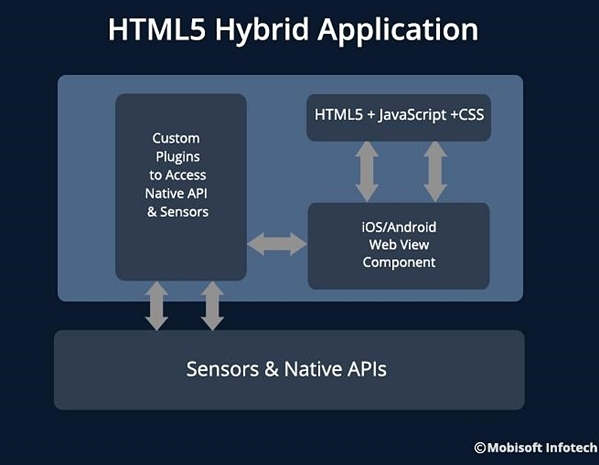 HTML5 Hybrid Application
Custom
Plugins
to Access
Native API
& Sensors
HTML5 + JavaScript +CSS
iOS/Android
Web View
Component
Sensors & Native APIs
©Mobisoft Infotech